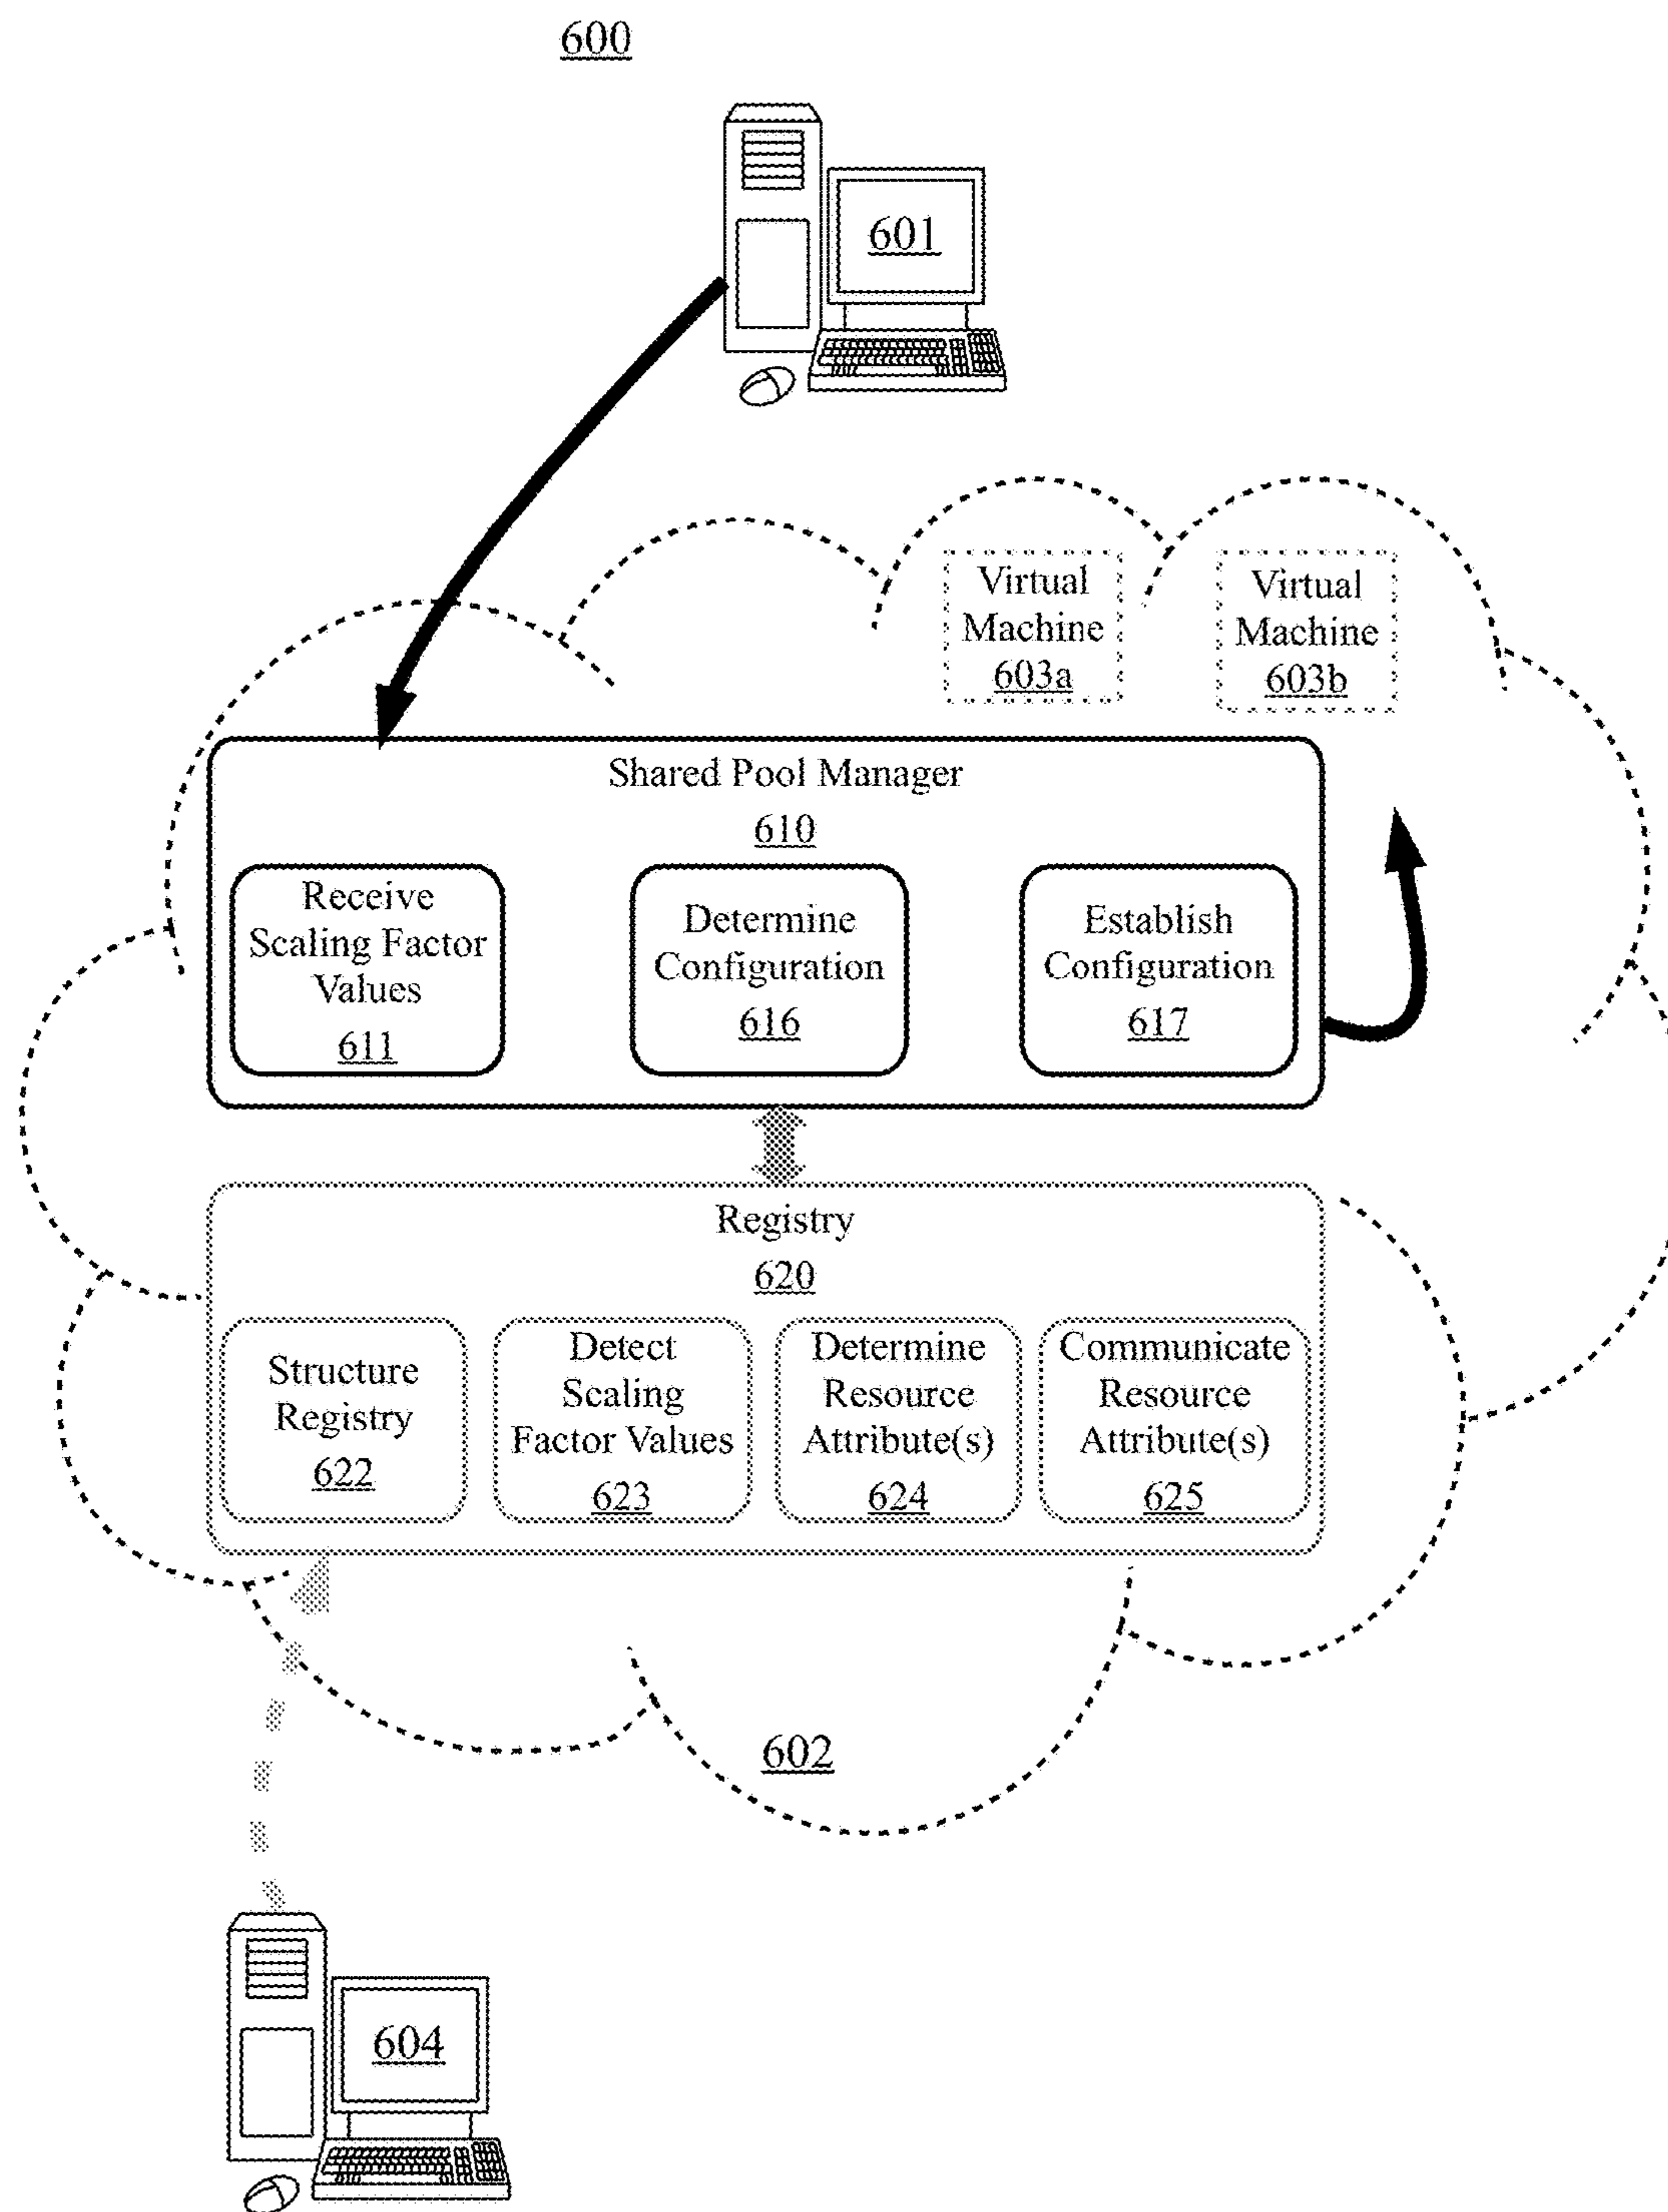 600
601
Virtual
Machine
603a
Virtual
Machine
603b
Shared Pool Manager
610
Receive
Scaling Factor
Values
611
Determine
Configuration
616
Establish
Configuration
617
Registry
620
Structure
Registry
622
Detect
Scaling
Factor Values
623
Determine
Resource
Attribute(s)
624
Communicate
Resource
Attribute(s)
625
602
604